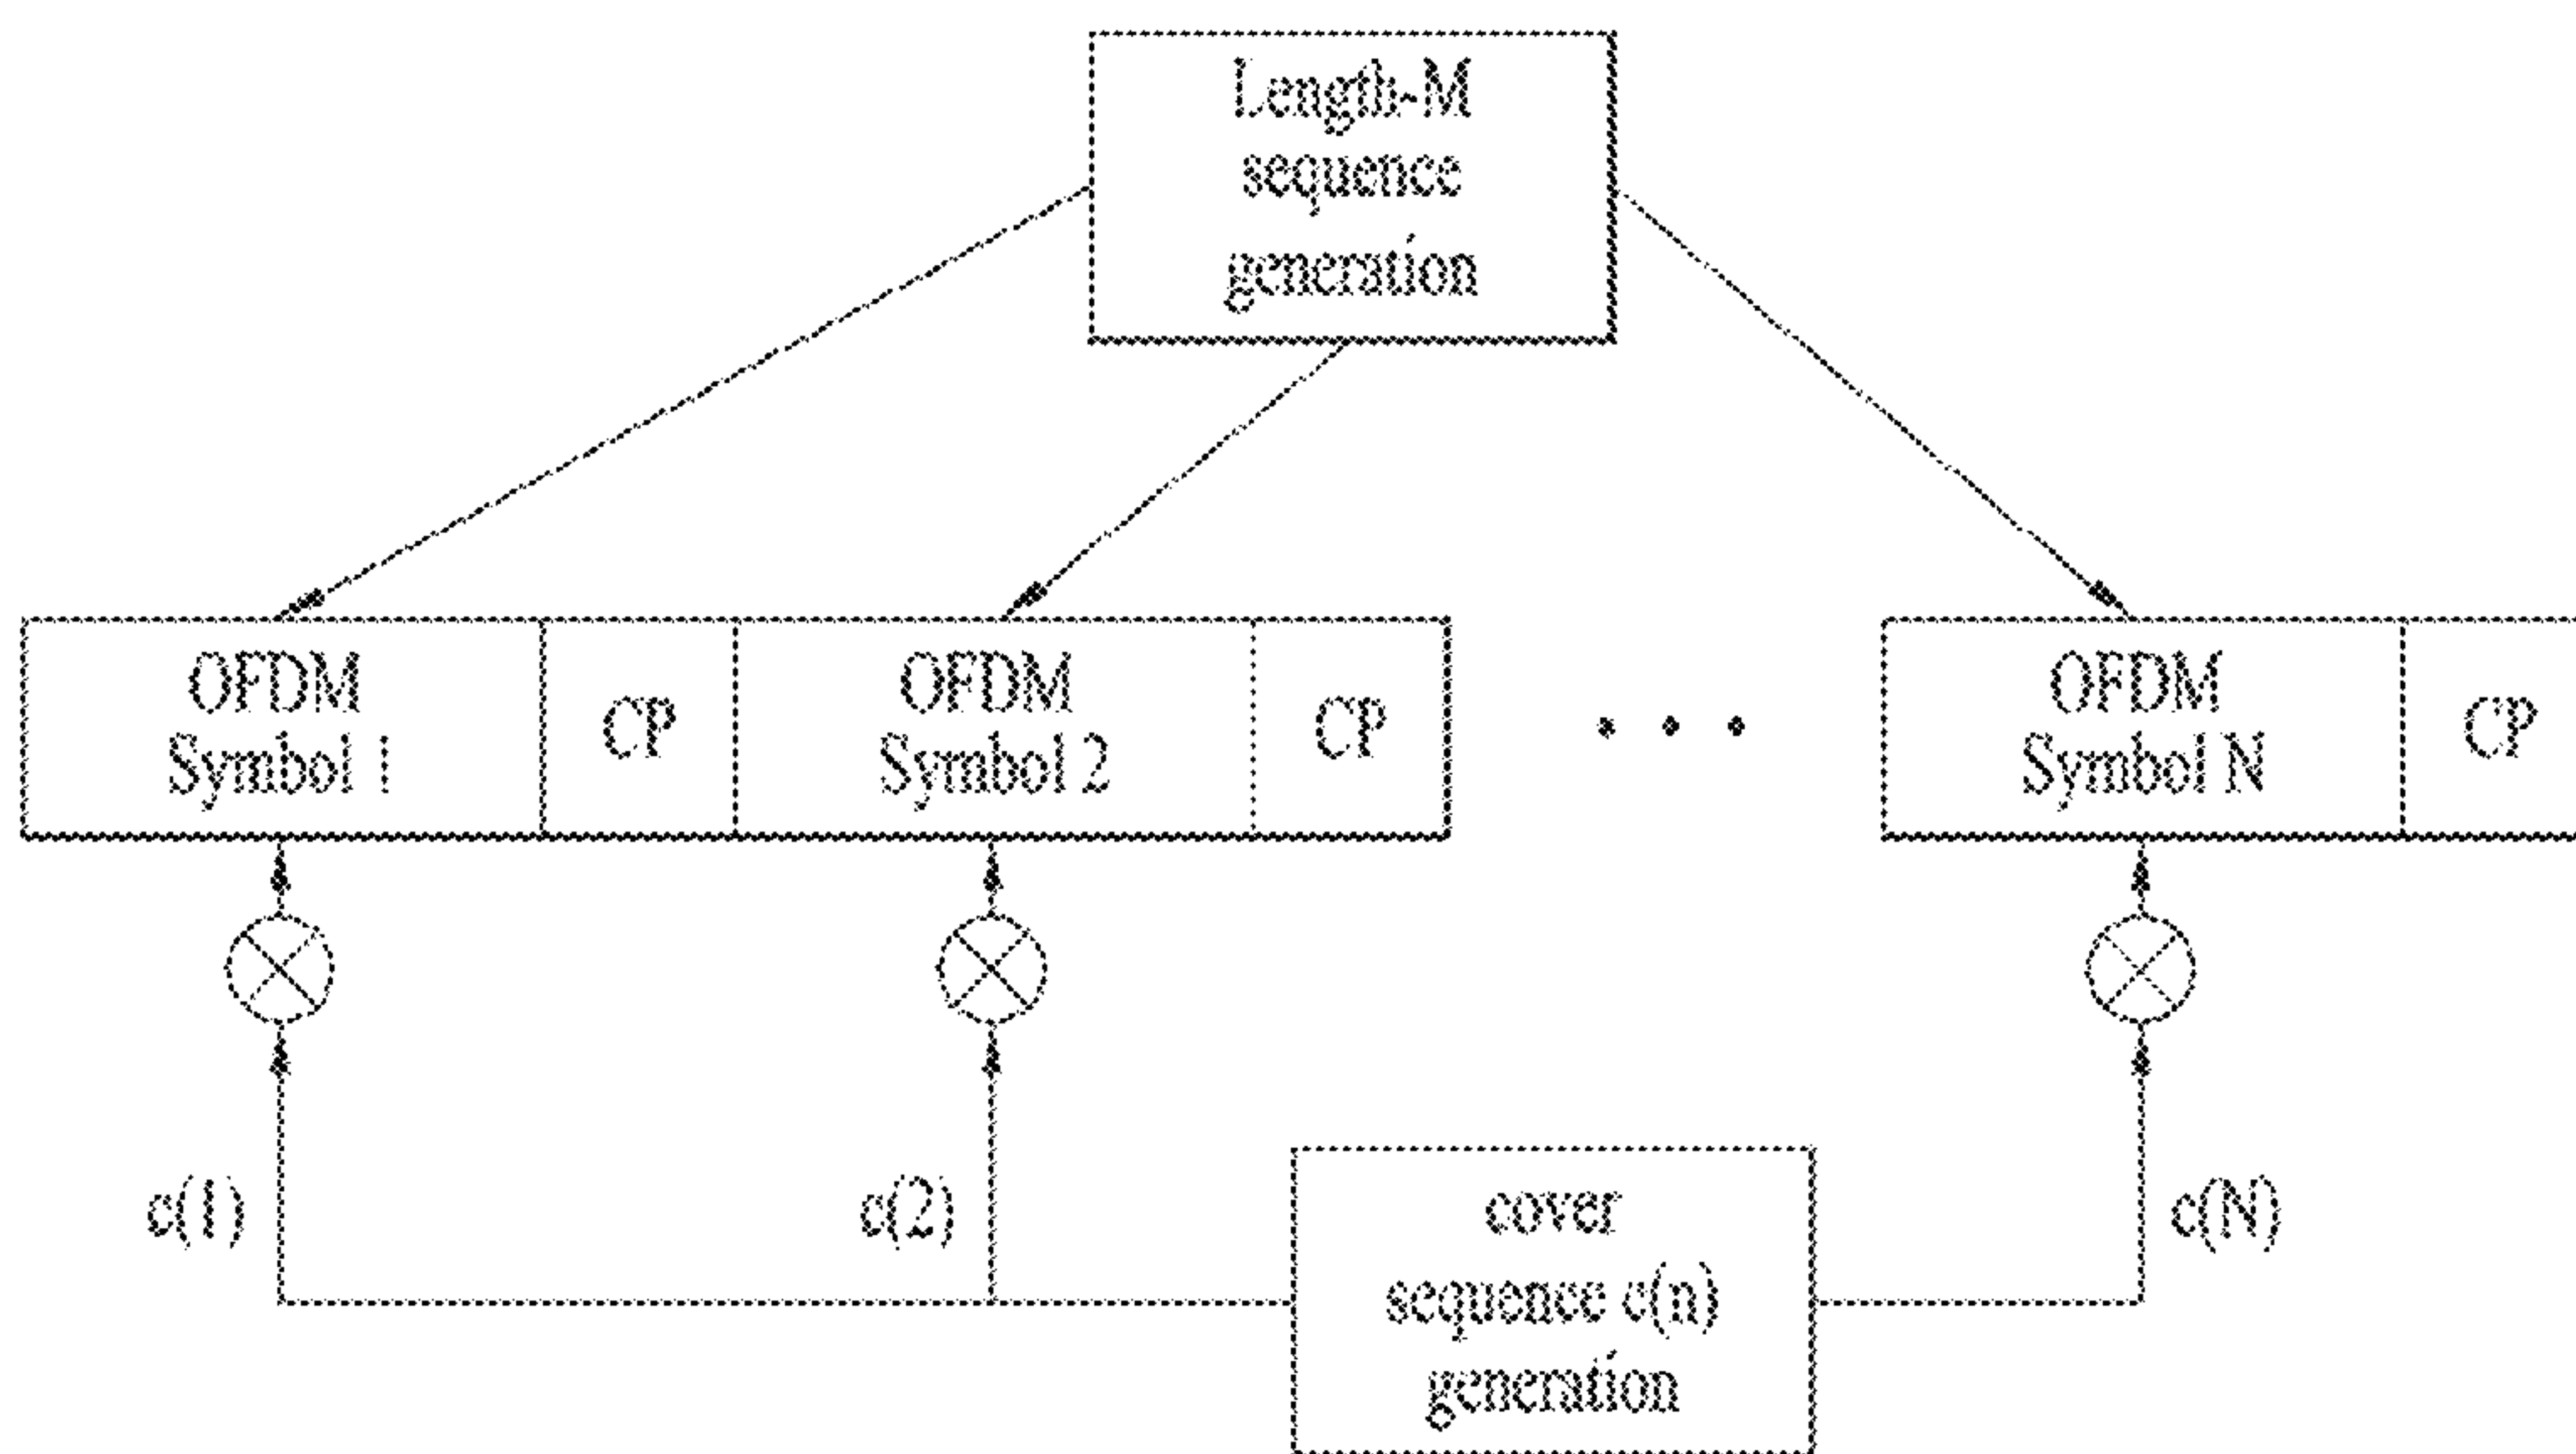 Length-M
sequence
generation
OFDM
Symbol 1
CP
OFDM
Symbol 2
CP
• • •
OFDM
Symbol N
CP
c(1)
c(2)
c(N)
cover
sequence c(n)
generation